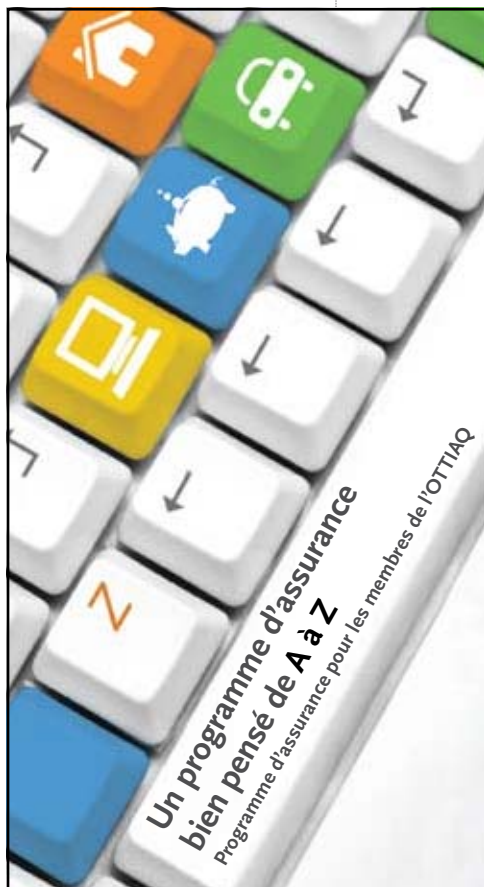 Z
Un programme d'assurance
bien pensé de A à Z
Programme d'assurance pour les membres de l'OTTIAQ